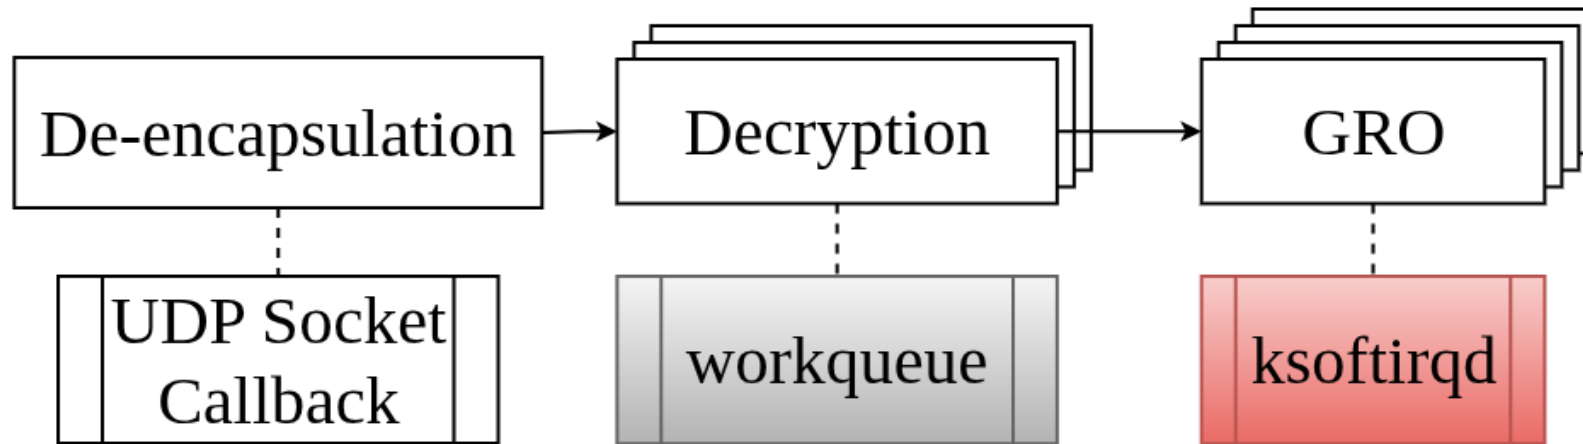 De-encapsulation
Decryption
GRO
UDP Socket
Callback
workqueue
ksoftirqd